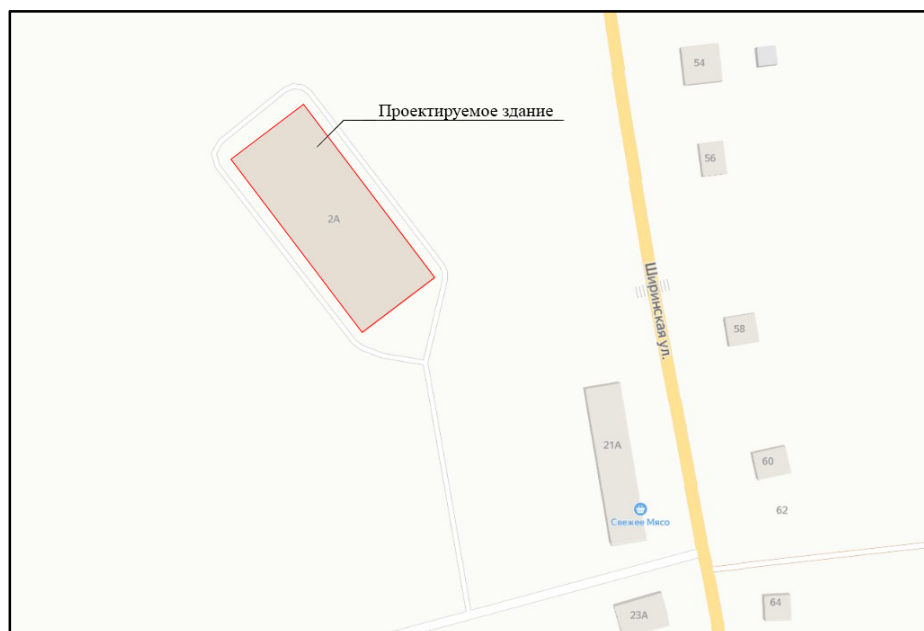 54
Проектируемое здание
56
2А
Ширинская ул.
58
21А
60
62
Свежее Мясо
64
23А